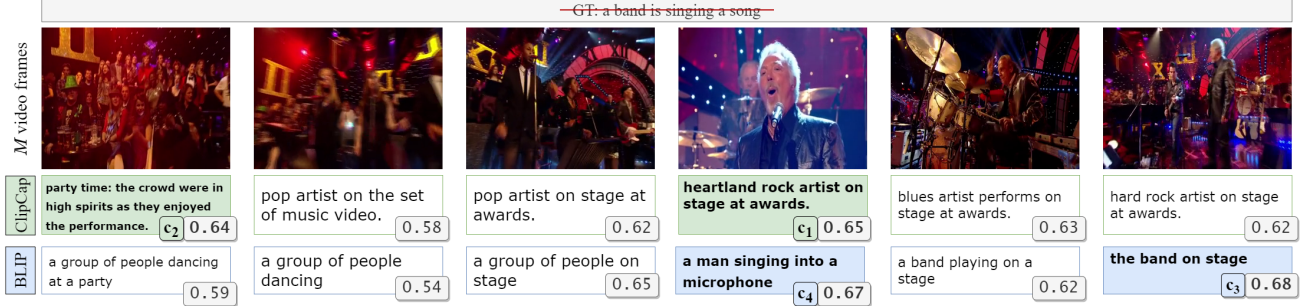 GT: a band is singing a song
M video frames
ClipCap
party time: the crowd were in
high spirits as they enjoyed
the performance.
c2 0.64
pop artist on the set
of music video.
0.58
pop artist on stage at
awards.
0.62
heartland rock artist on
stage at awards.
c1 0.65
blues artist performs on
stage at awards.
0.63
hard rock artist on stage
at awards.
0.62
BLIP
a group of people dancing
at a party
0.59
a group of people
dancing
0.54
a group of people on
stage
0.65
a man singing into a
microphone
c4 0.67
a band playing on a
stage
0.62
the band on stage
c3 0.68